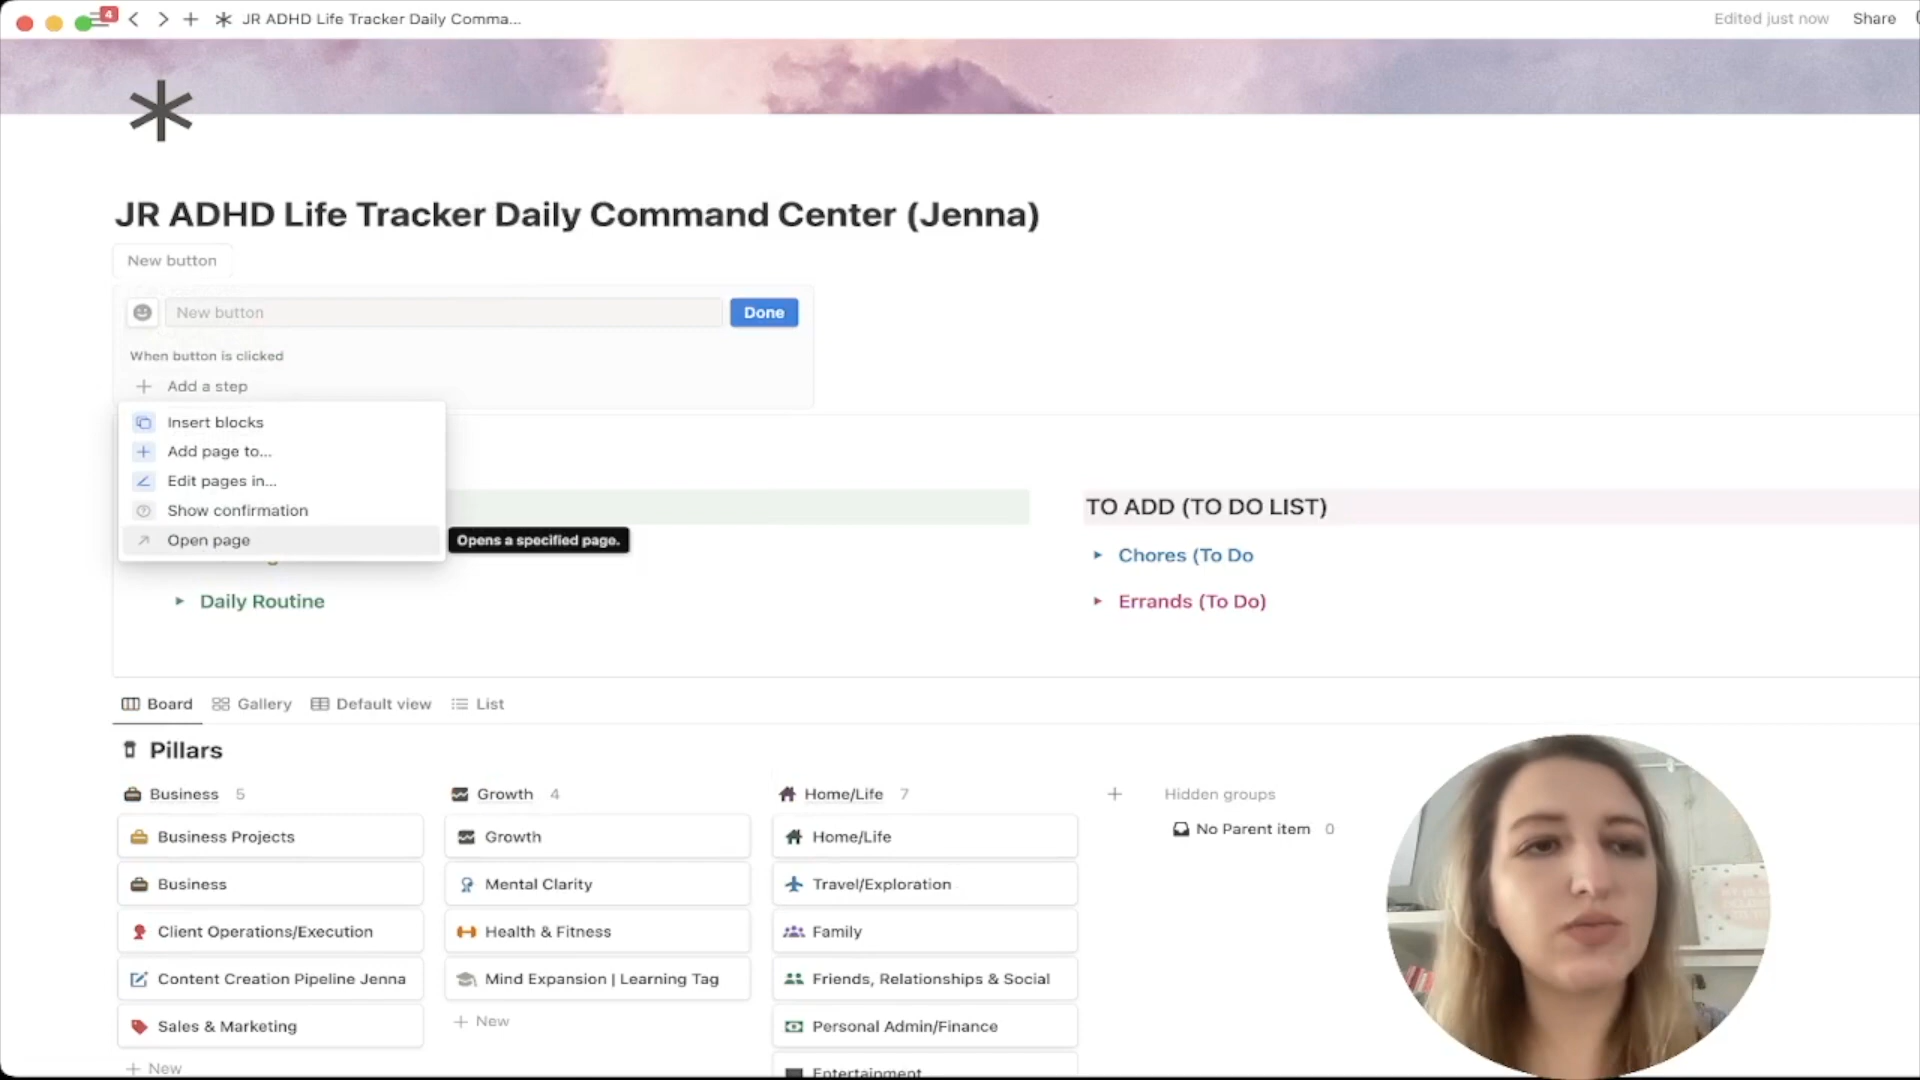 4
JR ADHD Life Tracker Daily Comma...
Edited just now
Share
JR ADHD Life Tracker Daily Command Center (Jenna)
New button
New button
Done
When button is clicked
Add a step
Insert blocks
Add page to...
Edit pages in...
Show confirmation
Open page
Opens a specified page.
Daily Routine
TO ADD (TO DO LIST)
Chores (To Do
Errands (To Do)
Board
Gallery
Default view
List
Pillars
Business 5
Business Projects
Business
Client Operations/Execution
Content Creation Pipeline Jenna
Sales & Marketing
New
Growth 4
Growth
Mental Clarity
Health & Fitness
Mind Expansion | Learning Tag
New
Home/Life 7
Home/Life
Travel/Exploration
Family
Friends, Relationships & Social
Personal Admin/Finance
Entertainment
Hidden groups
No Parent item 0